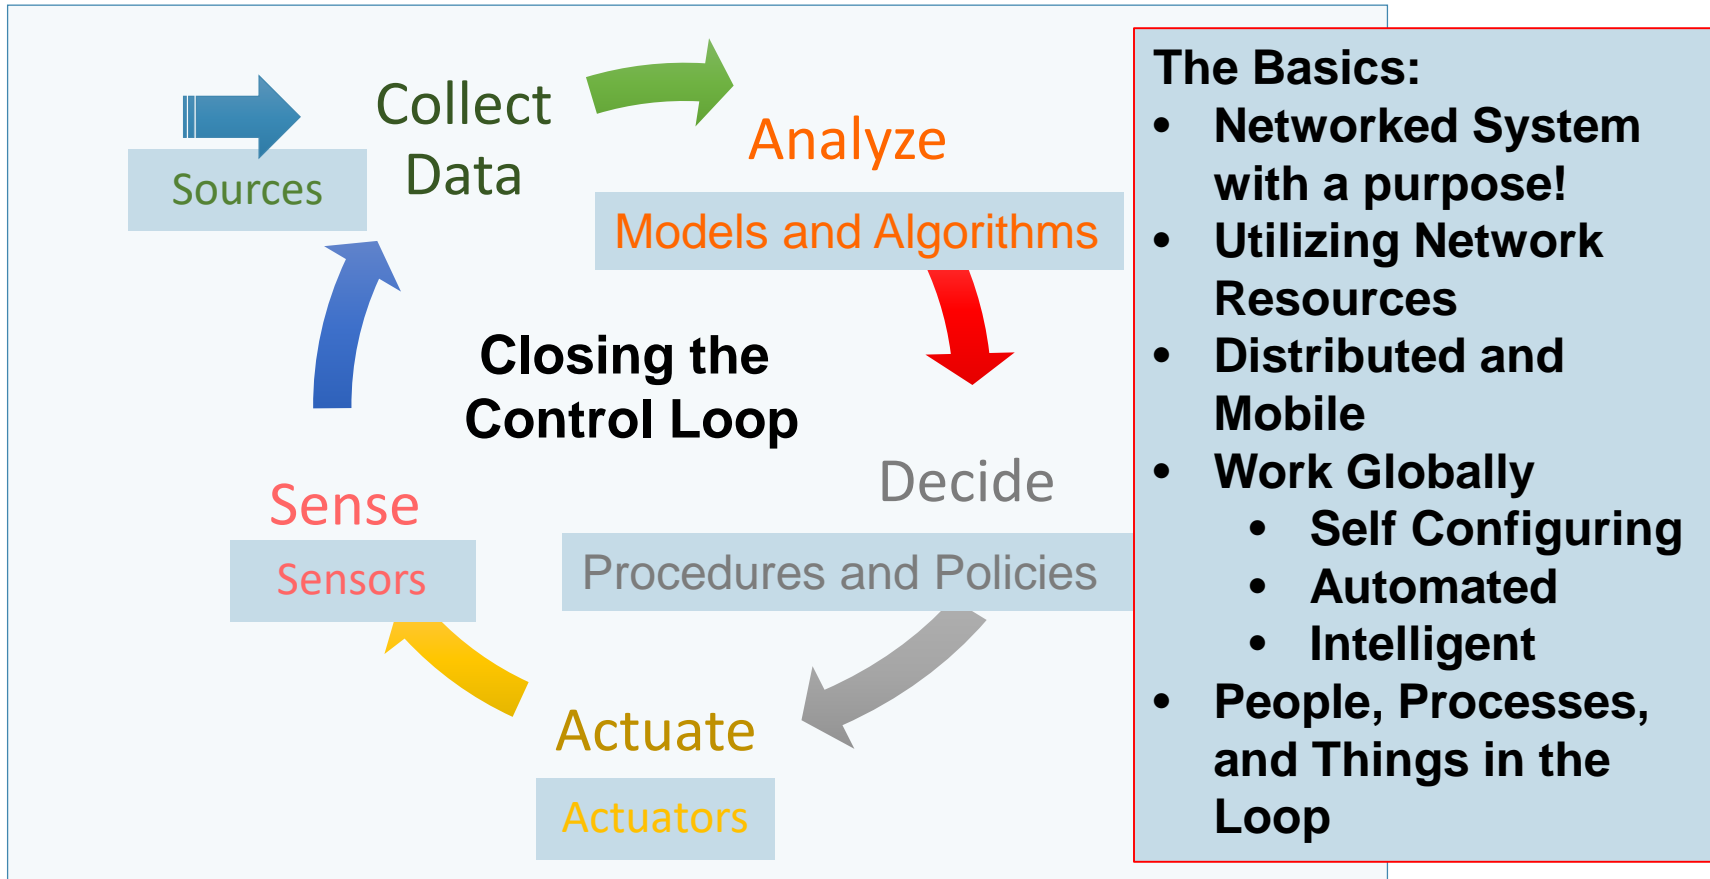 Collect
Data
Sources
Analyze
Models and Algorithms
Closing the
Control Loop
Decide
Procedures and Policies
Sense
Sensors
Actuate
Actuators
The Basics:
• Networked System
with a purpose!
• Utilizing Network
Resources
• Distributed and
Mobile
• Work Globally
• Self Configuring
• Automated
• Intelligent
• People, Processes,
and Things in the
Loop